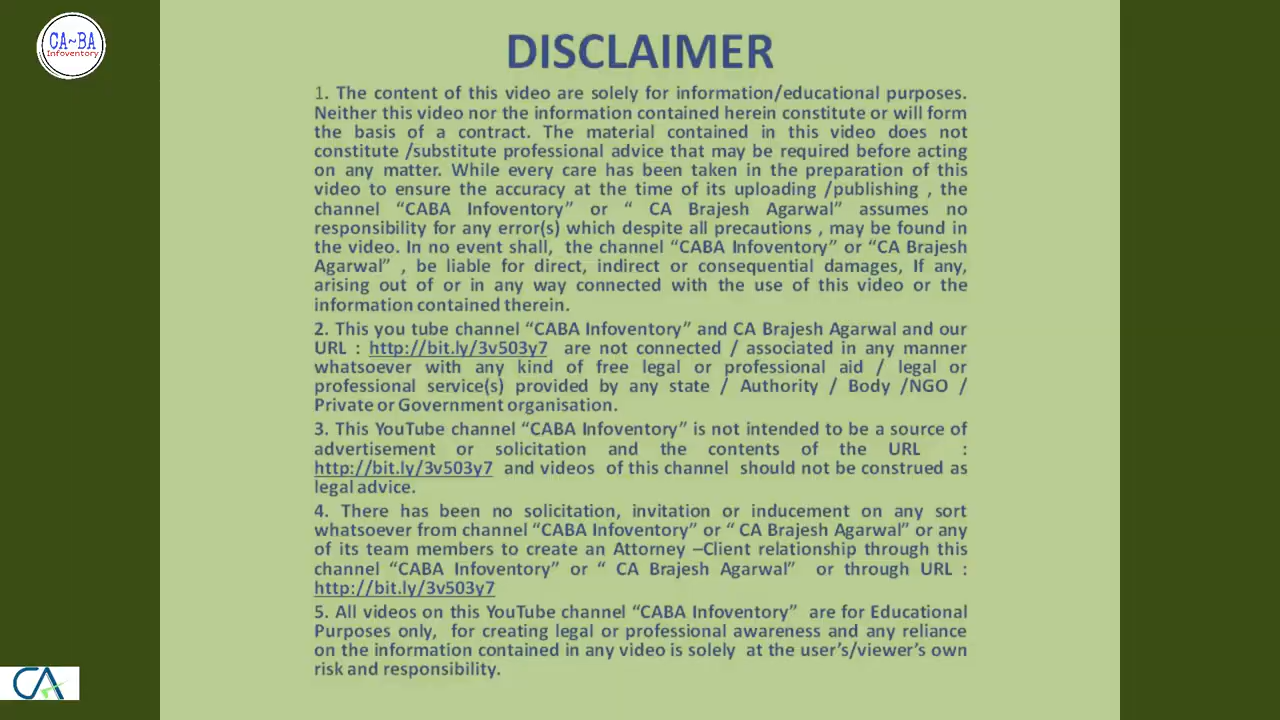 CA~BA
Infoventory
DISCLAIMER
1. The content of this video are solely for information/educational purposes.
Neither this video nor the information contained herein constitute or will form
the basis of a contract. The material contained in this video does not
constitute /substitute professional advice that may be required before acting
on any matter. While every care has been taken in the preparation of this
video to ensure the accuracy at the time of its uploading /publishing , the
channel “CABA Infoventory” or “ CA Brajesh Agarwal” assumes no
responsibility for any error(s) which despite all precautions , may be found in
the video. In no event shall, the channel “CABA Infoventory” or “CA Brajesh
Agarwal” , be liable for direct, indirect or consequential damages, If any,
arising out of or in any way connected with the use of this video or the
information contained therein.
2. This you tube channel “CABA Infoventory” and CA Brajesh Agarwal and our
URL : http://bit.ly/3v503y7 are not connected / associated in any manner
whatsoever with any kind of free legal or professional aid / legal or
professional service(s) provided by any state / Authority / Body /NGO /
Private or Government organisation.
3. This YouTube channel “CABA Infoventory” is not intended to be a source of
advertisement or solicitation and the contents of the URL :
http://bit.ly/3v503y7 and videos of this channel should not be construed as
legal advice.
4. There has been no solicitation, invitation or inducement on any sort
whatsoever from channel “CABA Infoventory” or “ CA Brajesh Agarwal” or any
of its team members to create an Attorney –Client relationship through this
channel “CABA Infoventory” or “ CA Brajesh Agarwal” or through URL :
http://bit.ly/3v503y7
5. All videos on this YouTube channel “CABA Infoventory” are for Educational
Purposes only, for creating legal or professional awareness and any reliance
on the information contained in any video is solely at the user’s/viewer’s own
risk and responsibility.
CA